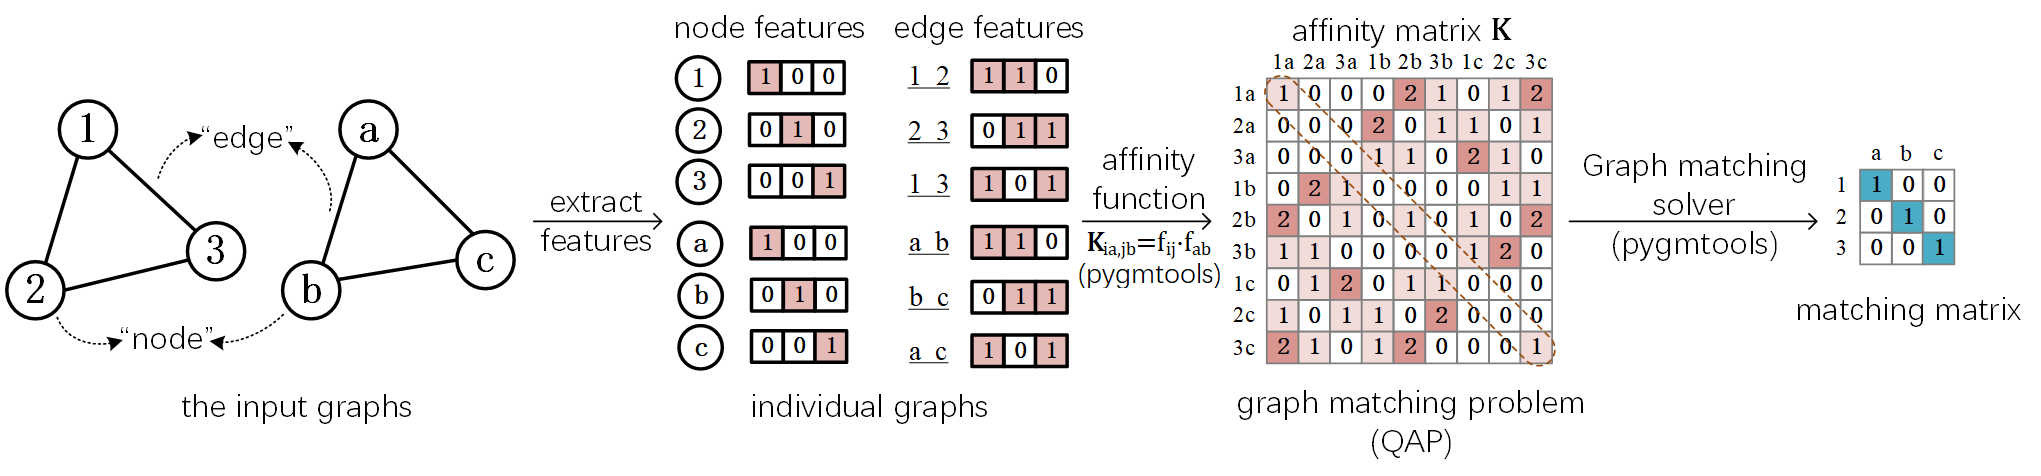 1
2
3
a
b
c
"edge"
"node"
the input graphs
extract
features
node features
1 1 0 0
2 0 1 0
3 0 0 1
a 1 0 0
b 0 1 0
c 0 0 1
edge features
1 2 1 1 0
2 3 0 1 1
1 3 1 0 1
a b 1 1 0
b c 0 1 1
a c 1 0 1
individual graphs
affinity
function
K_ia,jb=f_ij·f_ab
(pygmtools)
affinity matrix K
1a 2a 3a 1b 2b 3b 1c 2c 3c
1a 1 0 0 0 2 1 0 1 2
2a 0 0 0 2 0 1 1 0 1
3a 0 0 0 1 1 0 2 1 0
1b 0 2 1 0 0 0 0 1 1
2b 2 0 1 0 1 0 1 0 2
3b 1 1 0 0 0 0 1 2 0
1c 0 1 2 0 1 1 0 0 0
2c 1 0 1 1 0 2 0 0 0
3c 2 1 0 1 2 0 0 0 1
graph matching problem
(QAP)
Graph matching
solver
(pygmtools)
a b c
1 1 0 0
2 0 1 0
3 0 0 1
matching matrix